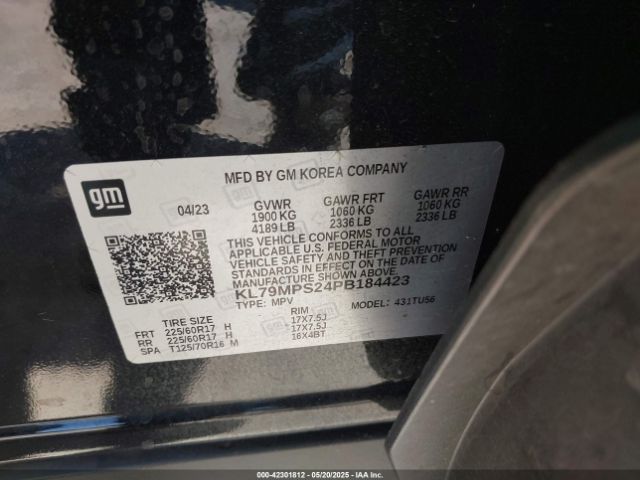 gm
MFD BY GM KOREA COMPANY
04/23 GVWR GAWR FRT GAWR RR
1900 KG 1060 KG 1060 KG
4189 LB 2336 LB 2336 LB
THIS VEHICLE CONFORMS TO ALL
APPLICABLE U.S. FEDERAL MOTOR
VEHICLE SAFETY AND THEFT PREVENTION
STANDARDS IN EFFECT ON THE DATE OF
MANUFACTURE SHOWN ABOVE.
KL79MPS24PB184423
TYPE: MPV MODEL: 431TU56
TIRE SIZE RIM
FRT 225/60R17 H 17X7.5J
RR 225/60R17 H 17X7.5J
SPA T125/70R16 M 16X4BT
000-42301812 - 05/20/2025 - IAAI.CA